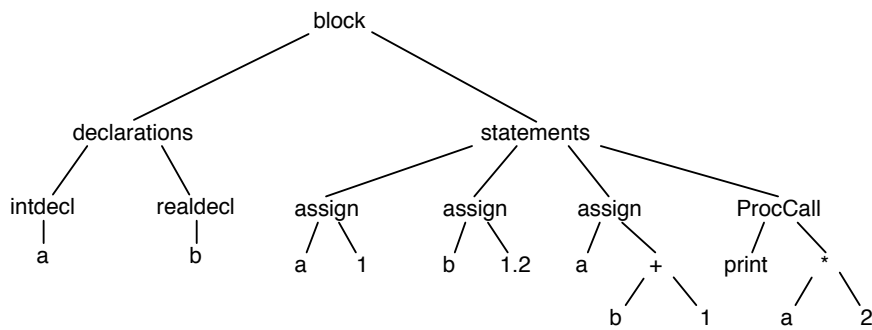 block
declarations statements
intdecl realdecl assign assign assign ProcCall
a b a 1 b 1.2 a + print *
b 1 a 2